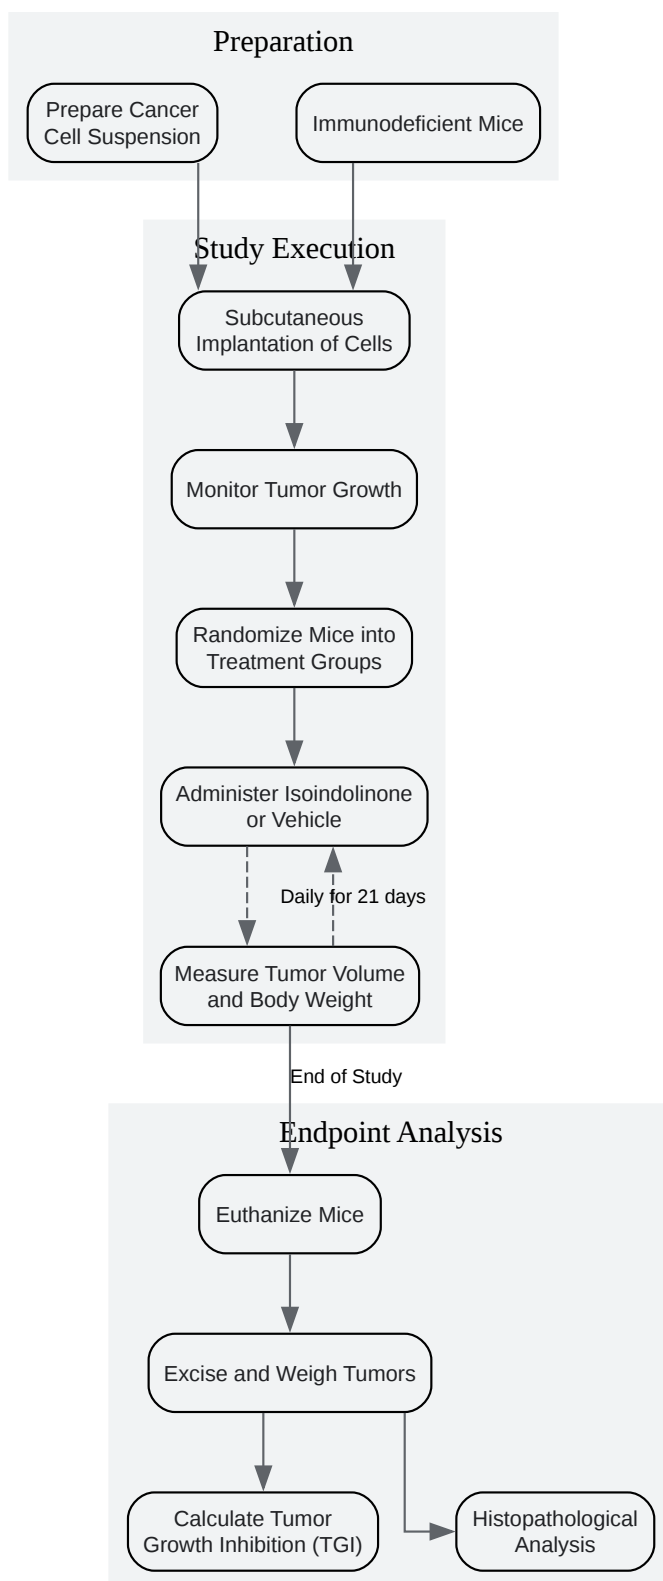 Preparation
Prepare Cancer
Cell Suspension
Immunodeficient Mice
Study Execution
Subcutaneous
Implantation of Cells
Monitor Tumor Growth
Randomize Mice into
Treatment Groups
Administer Isoindolinone
or Vehicle
Daily for 21 days
Measure Tumor Volume
and Body Weight
End of Study
Endpoint Analysis
Euthanize Mice
Excise and Weigh Tumors
Calculate Tumor
Growth Inhibition (TGI)
Histopathological
Analysis